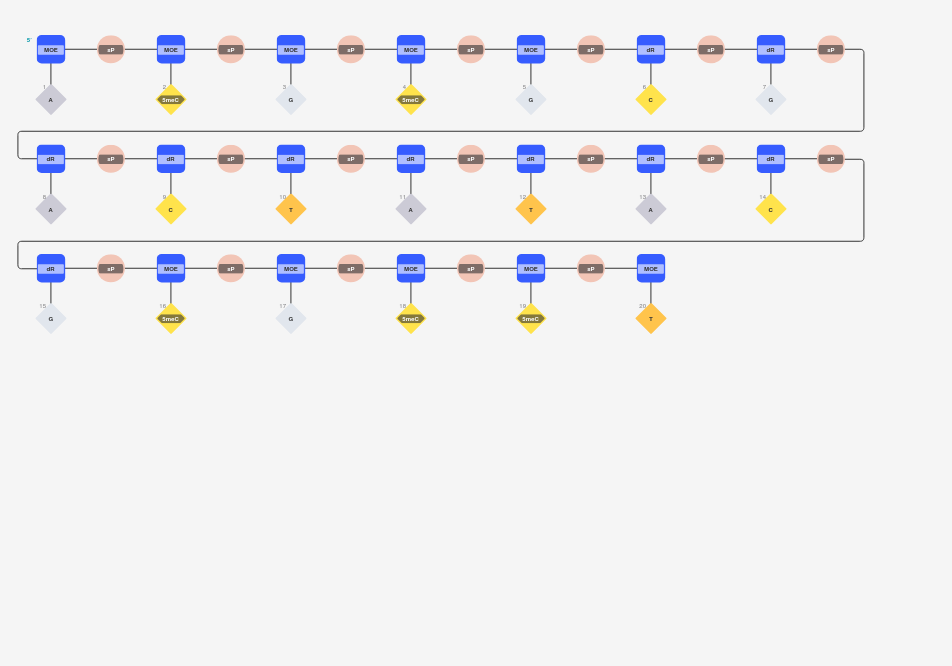 5'
MOE sP MOE sP MOE sP MOE sP MOE sP dR sP dR sP
1 2 3 4 5 6 7
A 5meC G 5meC G C G
dR sP dR sP dR sP dR sP dR sP dR sP dR sP
8 9 10 11 12 13 14
A C T A T A C
dR sP MOE sP MOE sP MOE sP MOE sP MOE
15 16 17 18 19 20
G 5meC G 5meC 5meC T